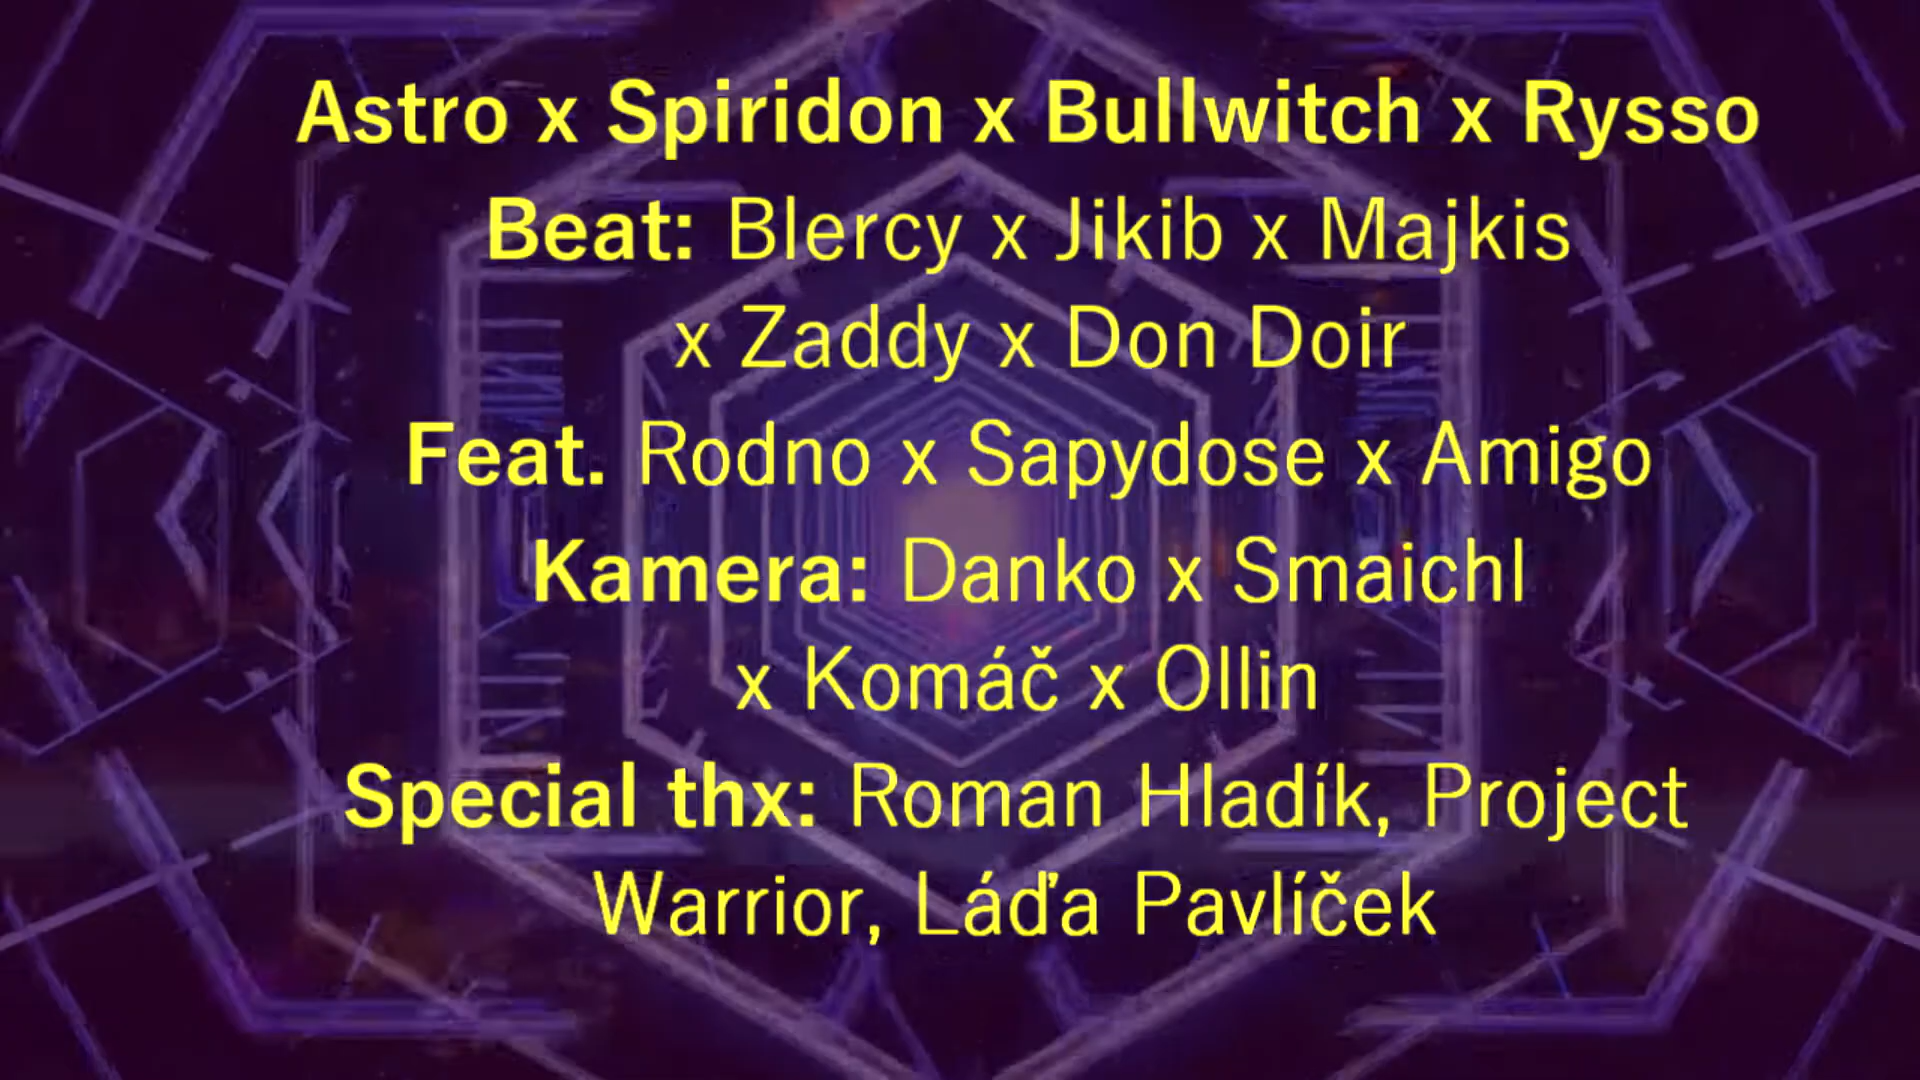 Astro x Spiridon x Bullwitch x Rysso
Beat: Blercy x Jikib x Majkis
x Zaddy x Don Doir
Feat. Rodno x Sapydose x Amigo
Kamera: Danko x Smaichl
x Komáč x Ollin
Special thx: Roman Hladík, Project
Warrior, Láďa Pavlíček